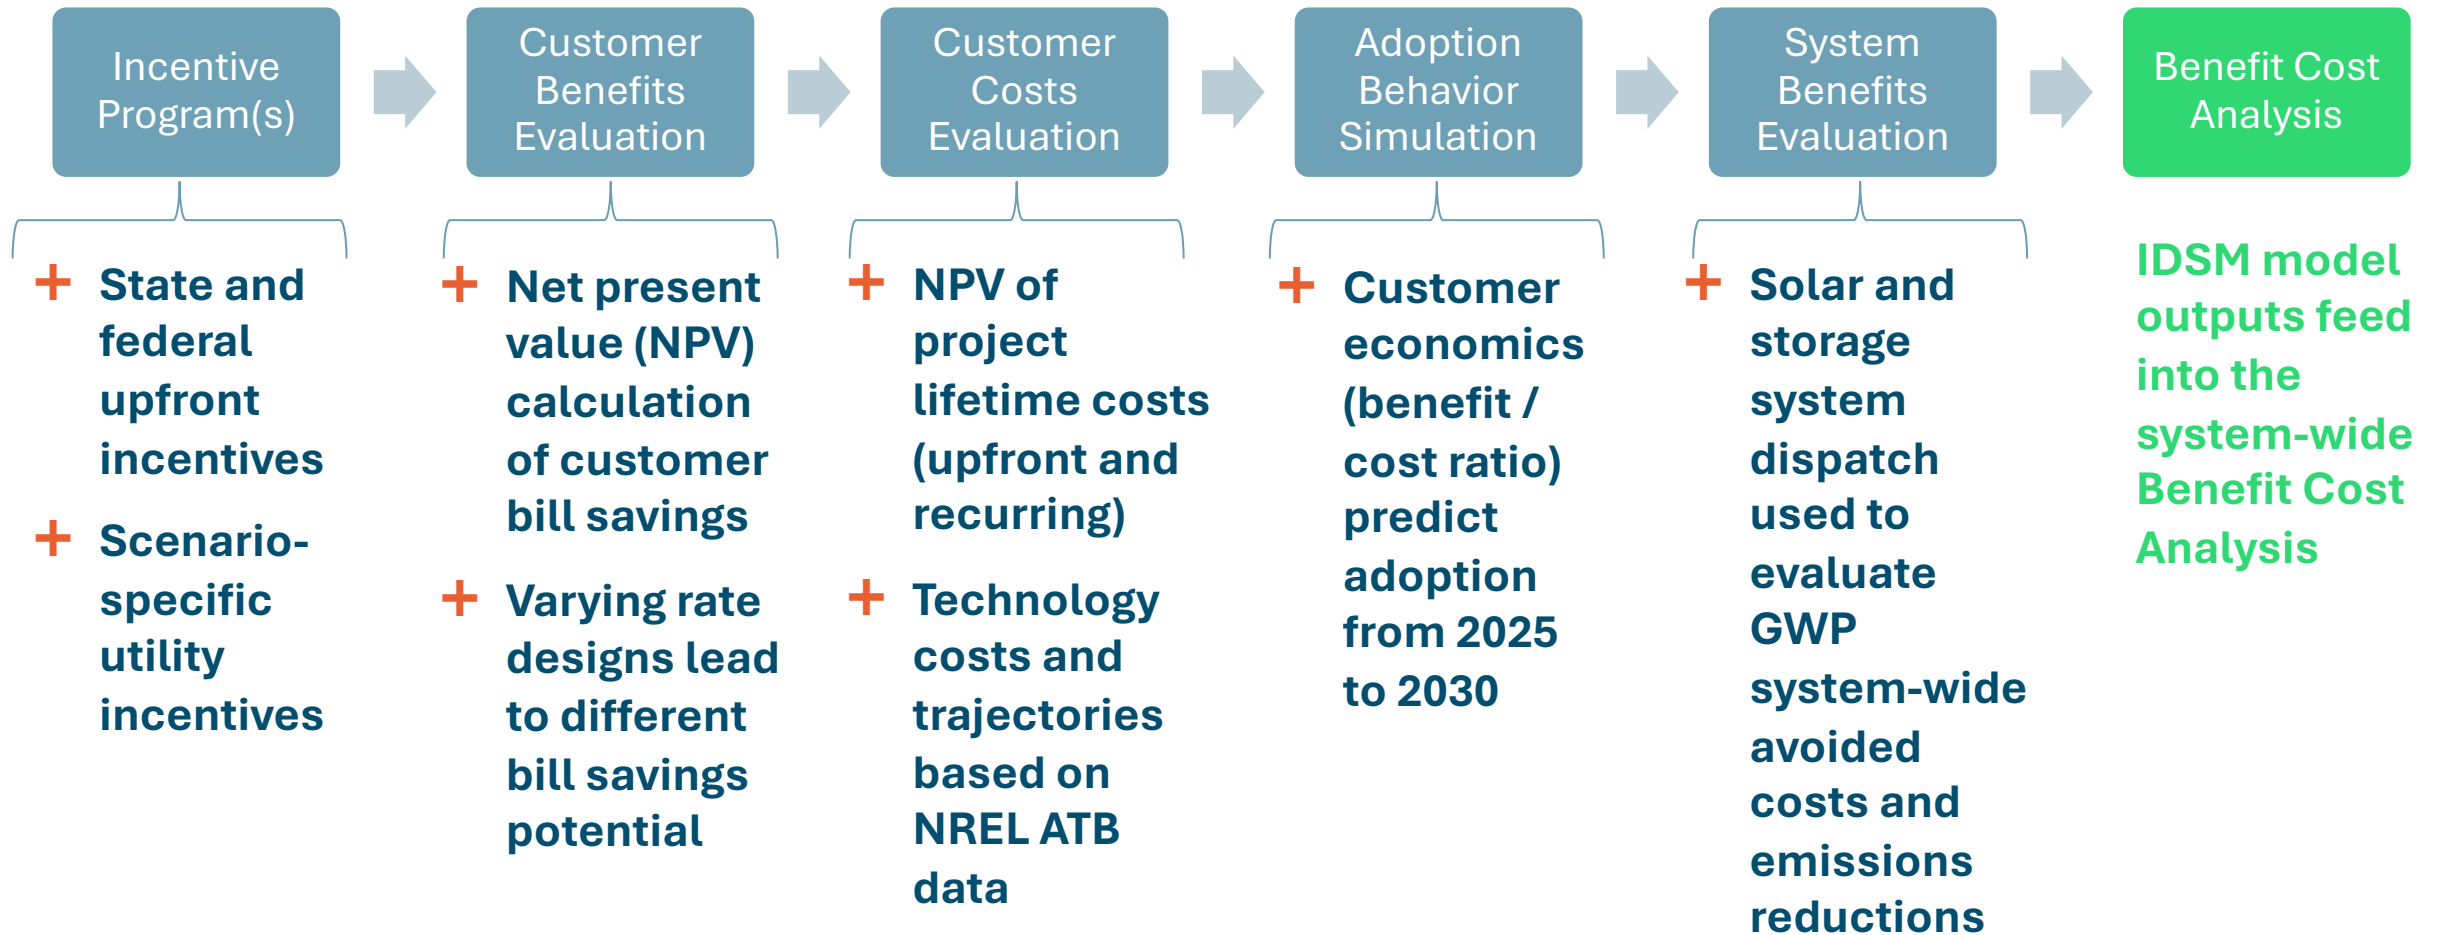 Incentive
Program(s)
Customer
Benefits
Evaluation
Customer
Costs
Evaluation
Adoption
Behavior
Simulation
System
Benefits
Evaluation
Benefit Cost
Analysis
+ State and
federal
upfront
incentives
+ Scenario-
specific
utility
incentives
+ Net present
value (NPV)
calculation
of customer
bill savings
+ Varying rate
designs lead
to different
bill savings
potential
+ NPV of
project
lifetime costs
(upfront and
recurring)
+ Technology
costs and
trajectories
based on
NREL ATB
data
+ Customer
economics
(benefit /
cost ratio)
predict
adoption
from 2025
to 2030
+ Solar and
storage
system
dispatch
used to
evaluate
GWP
system-wide
avoided
costs and
emissions
reductions
IDSM model
outputs feed
into the
system-wide
Benefit Cost
Analysis